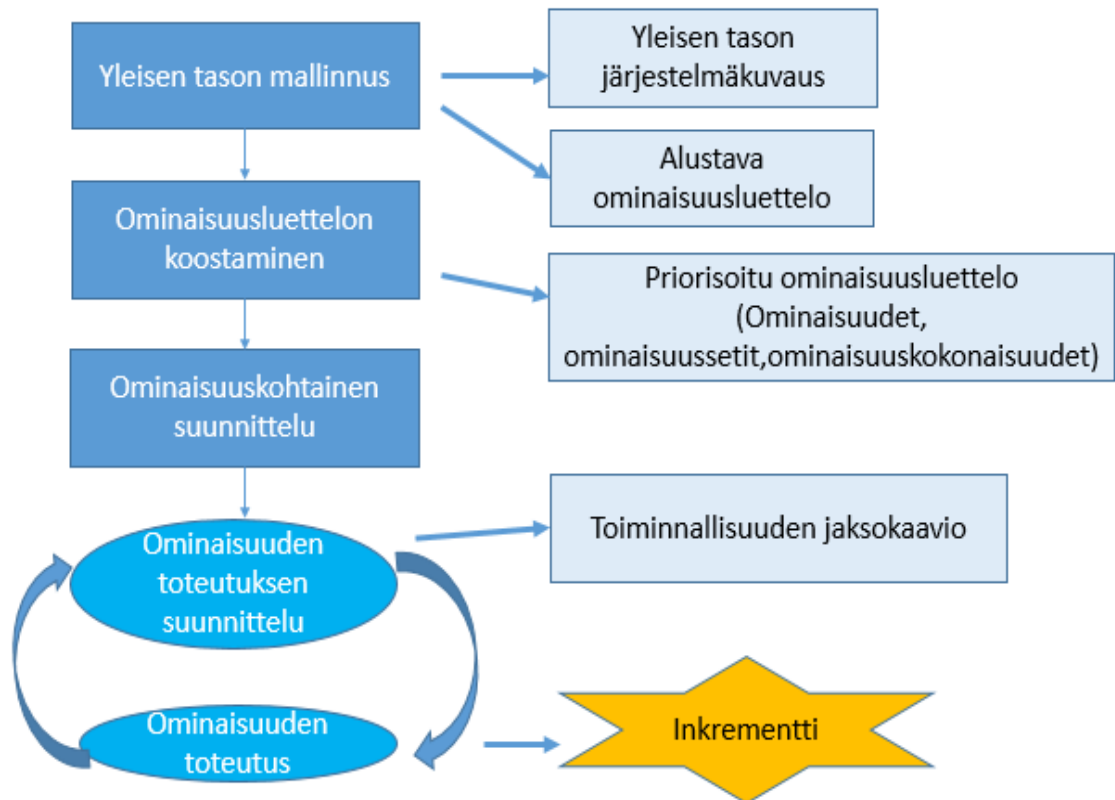 Yleisen tason mallinnus
Yleisen tason
järjestelmäkuvaus
Alustava
ominaisuusluettelo
Ominaisuusluettelon
koostaminen
Priorisoitu ominaisuusluettelo
(Ominaisuudet,
ominaisuussetit,ominaisuuskokonaisuudet)
Ominaisuuskohtainen
suunnittelu
Ominaisuuden
toteutuksen
suunnittelu
Toiminnallisuuden jaksokaavio
Ominaisuuden
toteutus
Inkrementti